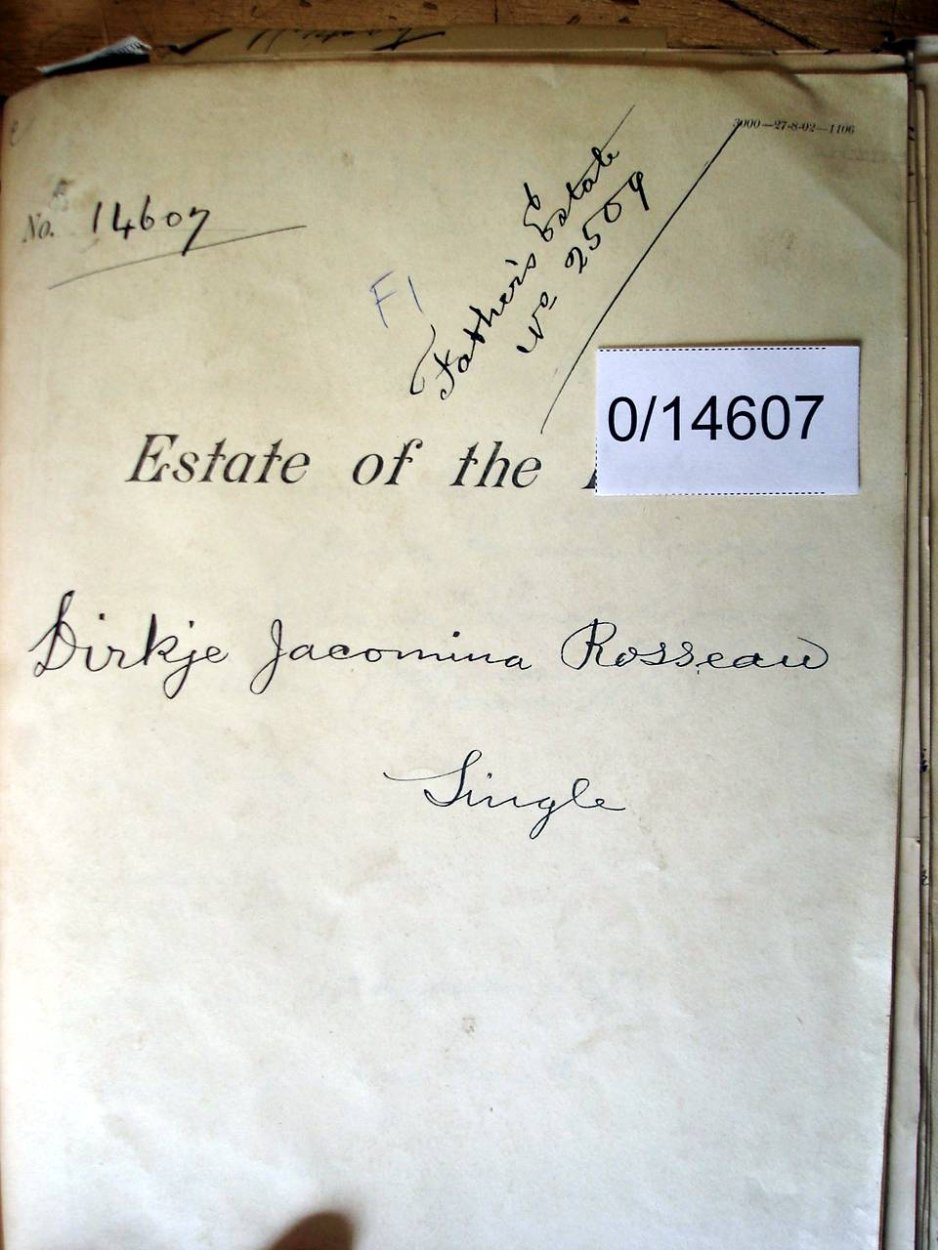 3000—27-8-02—1106
No. 14607
Father's Estate
No 2509
F1
0/14607
Estate of the
Dirkje Jacomina Rosseau
Single